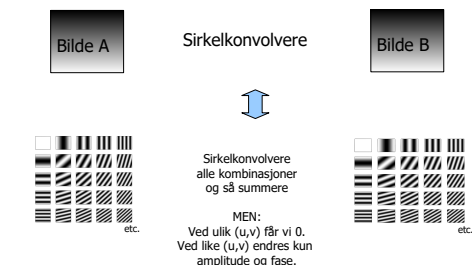 Bilde A
Sirkelkonvolvere
Bilde B
Sirkelkonvolvere
alle kombinasjoner
og så summere
MEN:
Ved ulik (u,v) får vi 0.
Ved like (u,v) endres kun
amplitude og fase.
etc.
etc.